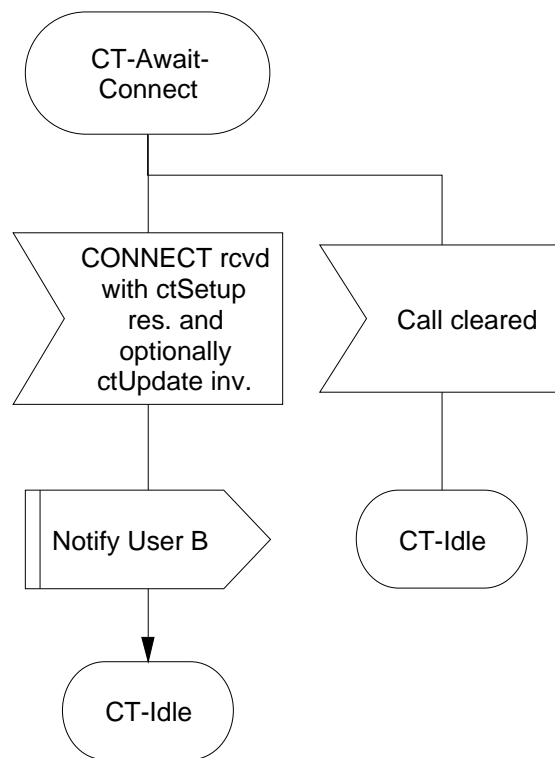 CT-Await-
Connect
CONNECT rcvd
with ctSetup
res. and
optionally
ctUpdate inv.
Call cleared
Notify User B
CT-Idle
CT-Idle